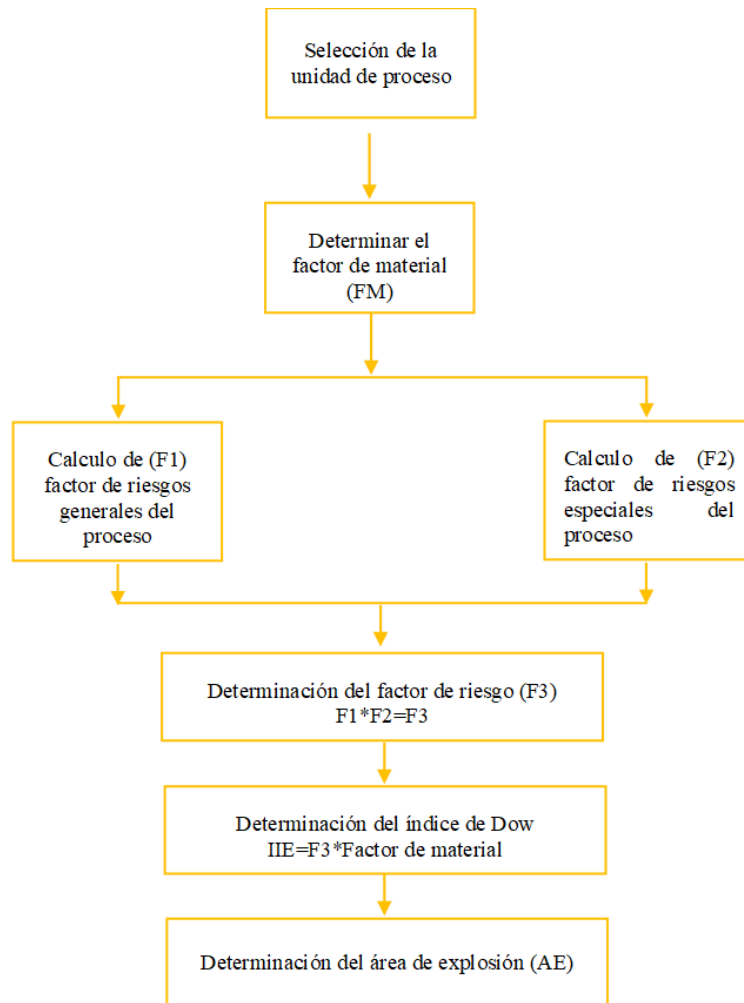 Selección de la
unidad de proceso
Determinar el
factor de material
(FM)
Calculo de (F1)
factor de riesgos
generales del
proceso
Calculo de (F2)
factor de riesgos
especiales del
proceso
Determinación del factor de riesgo (F3)
F1*F2=F3
Determinación del índice de Dow
IIE=F3*Factor de material
Determinación del área de explosión (AE)